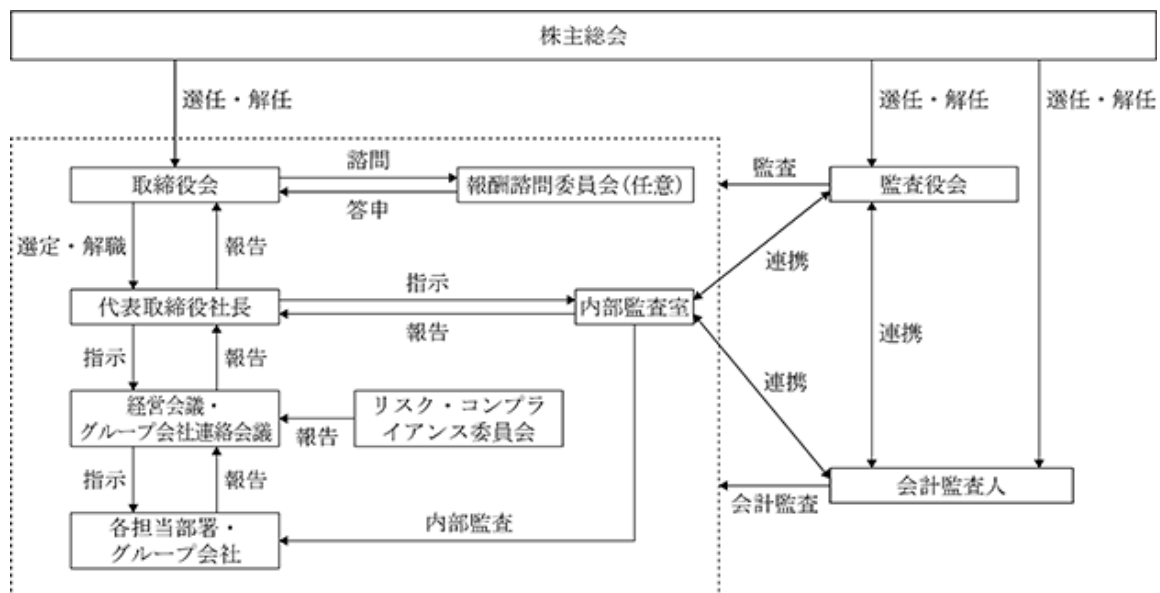 株主総会
選任・解任
選任・解任
選任・解任
取締役会
諮問
答申
報酬諮問委員会(任意)
監査
監査役会
選定・解職
報告
連携
代表取締役社長
指示
報告
内部監査室
連携
指示
報告
連携
経営会議・
グループ会社連絡会議
報告
リスク・コンプラ
イアンス委員会
指示
報告
会計監査
会計監査人
各担当部署・
グループ会社
内部監査